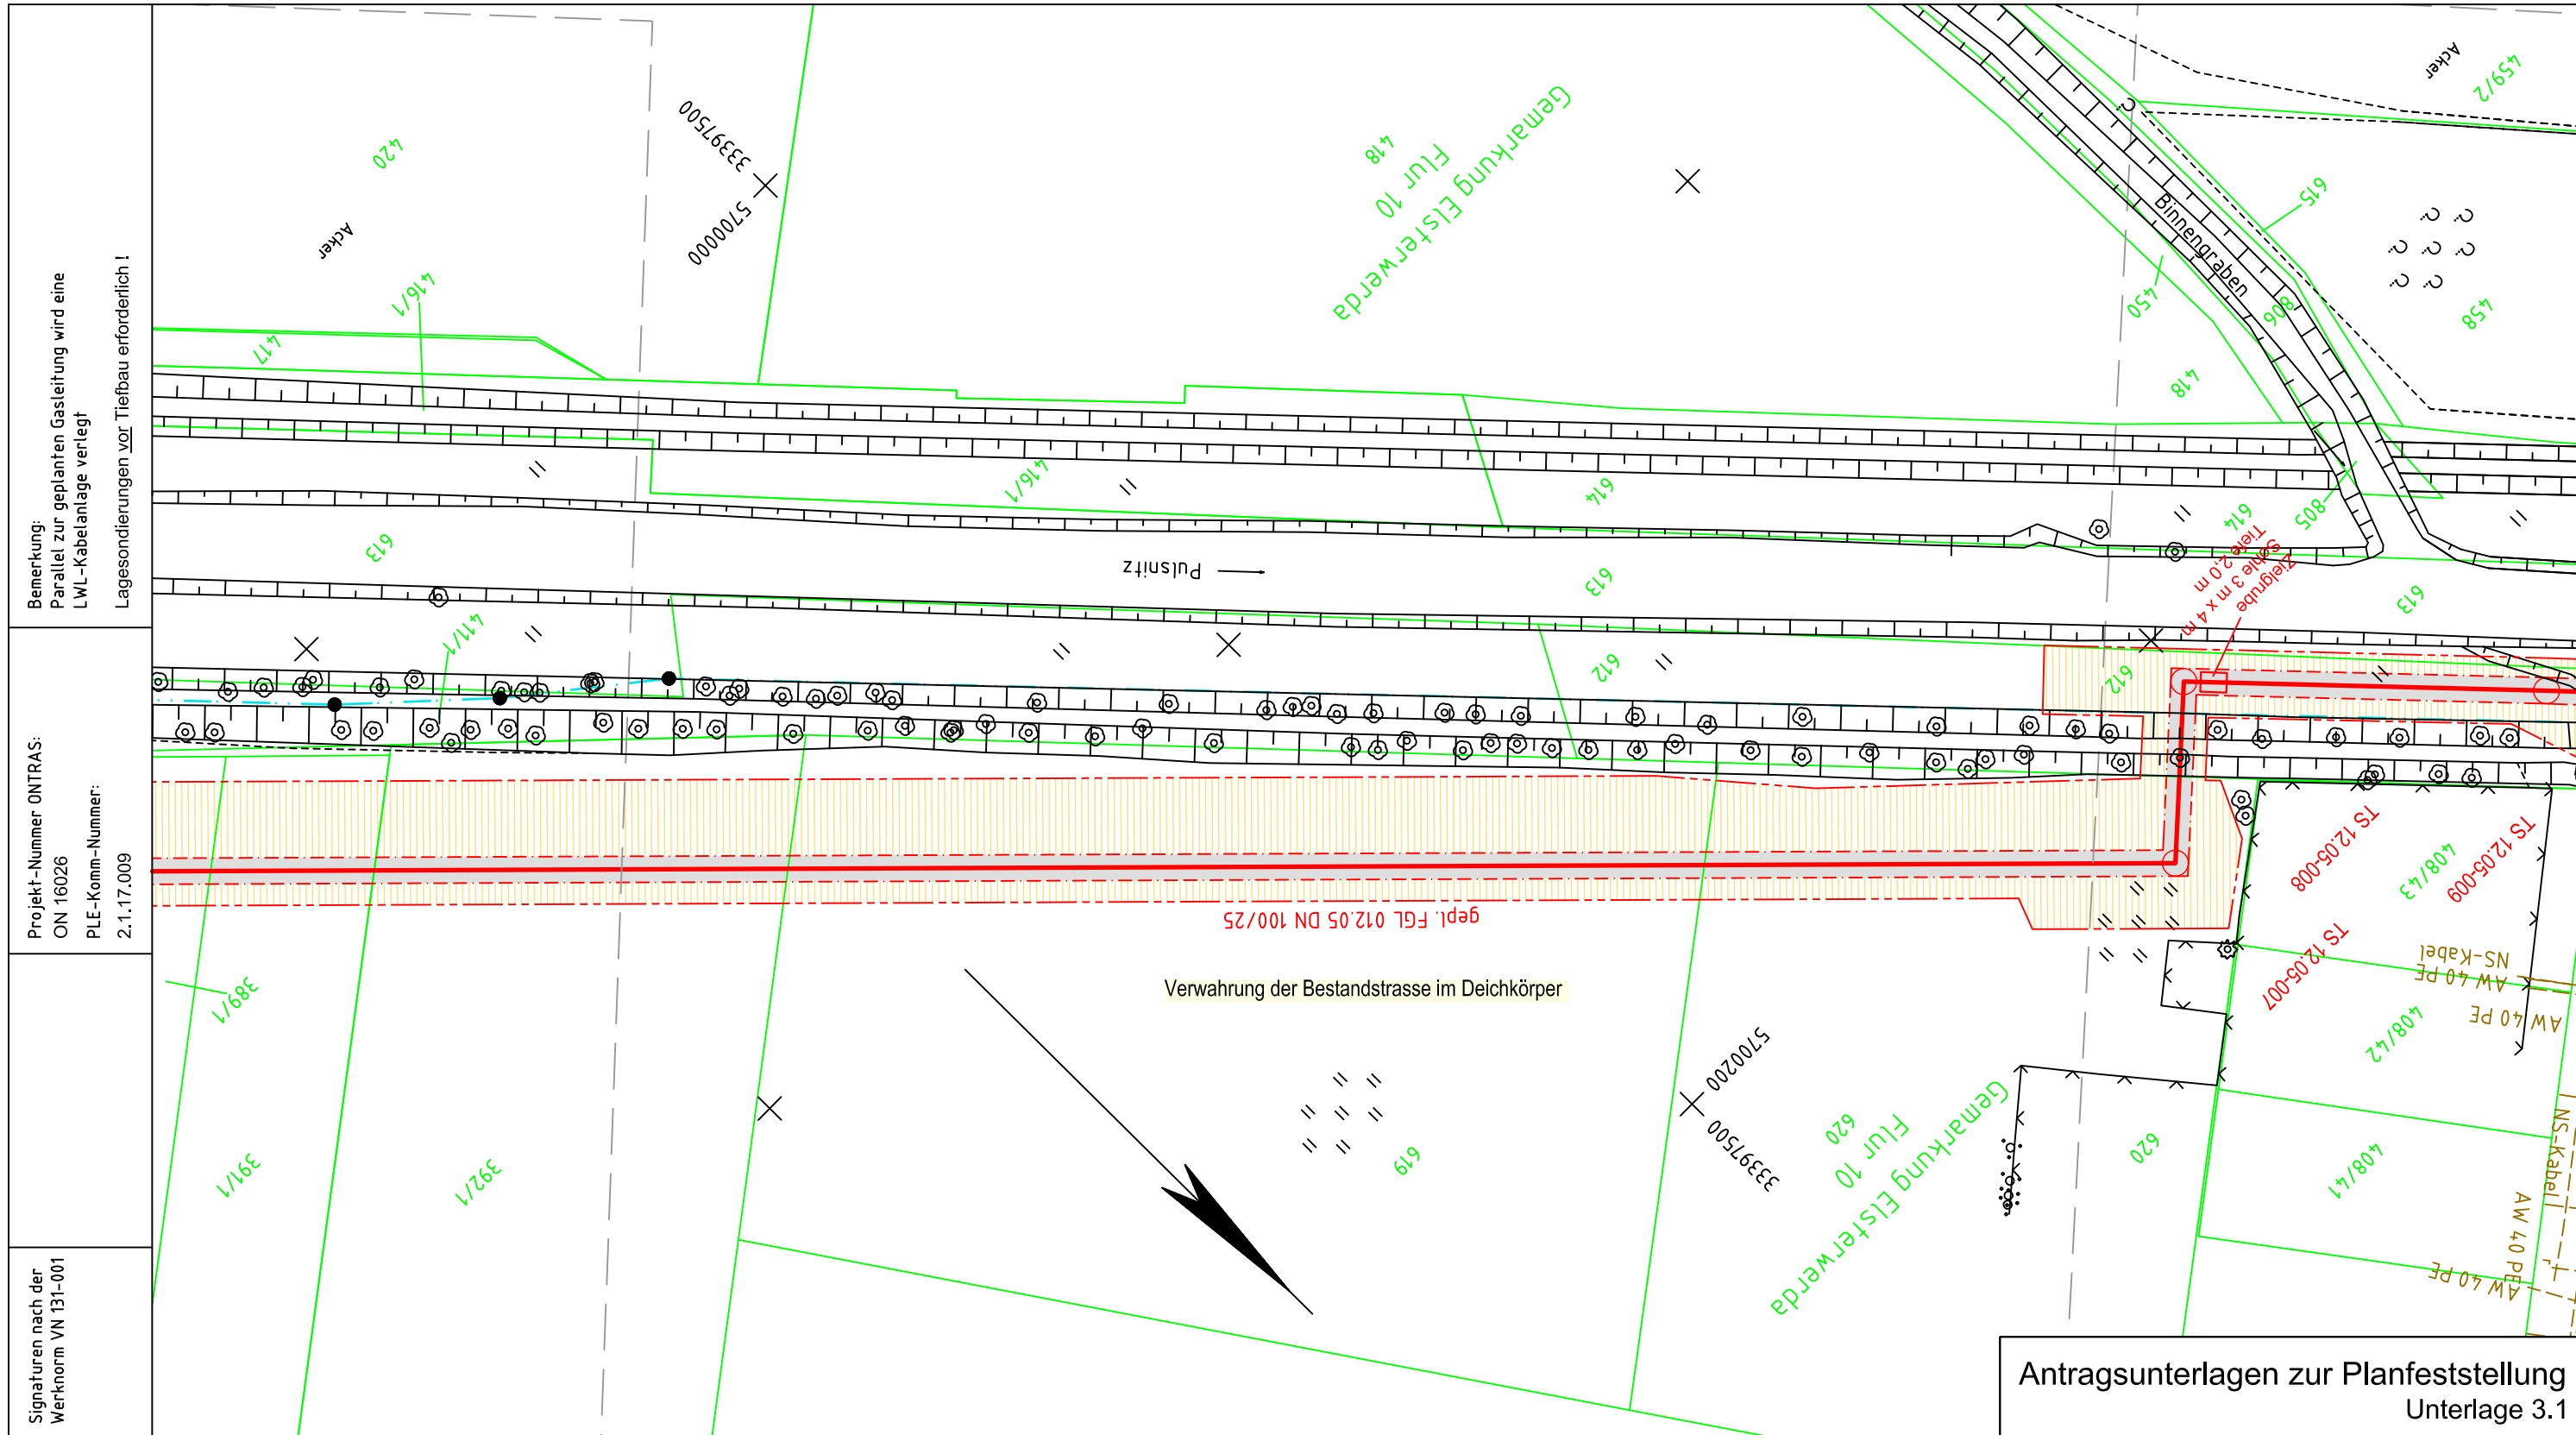 Bemerkung:
Parallel zur geplanten Gasleitung wird eine
LWL-Kabelanlage verlegt
Lagesondierungen vor Tiefbau erforderlich !
Projekt-Nummer ONTRAS:
ON 16026
PLE-Komm-Nummer:
2.1.17.009
Signaturen nach der
Werknorm VN 131-001
420
Acker
416/1
417
33397500
5700000
Gemarkung Elsterwerda
Flur 10
418
Acker
459/2
615
Binnengraben
450
806
458
418
416/1
614
614
805
613
Pulsnitz
613
613
Zielgrube
Sohle 3 m x 4 m
Tiefe 2,0 m
411/1
612
612
gepl. FGL 012.05 DN 100/25
Verwahrung der Bestandstrasse im Deichkörper
TS 12.05-008
408/43
TS 12.05-009
TS 12.05-007
NS-Kabel
AW 40 PE
AW 40 PE
408/42
389/1
391/1
392/1
619
5700200
33397500
Gemarkung Elsterwerda
Flur 10
620
620
408/41
NS-Kabel
AW 40 PE
AW 40 PE
Antragsunterlagen zur Planfeststellung
Unterlage 3.1